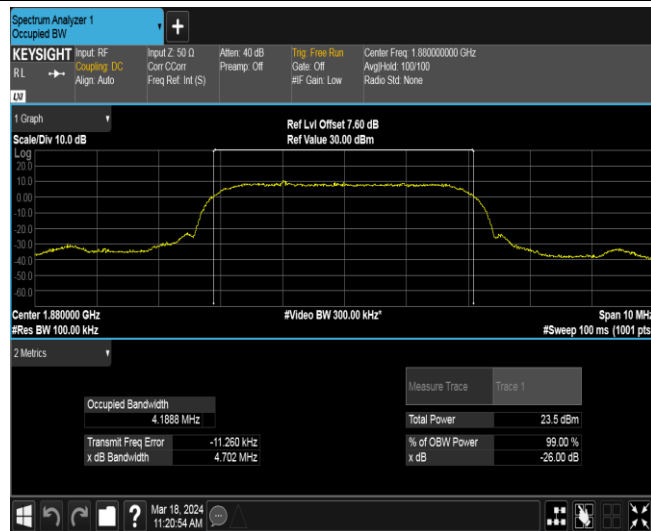 Spectrum Analyzer 1
Occupied BW
+
KEYSIGHT
RL
LXI
Input: RF
Coupling: DC
Align: Auto
Input Z: 50 Ω
Corr CCorr
Freq Ref: Int (S)
Atten: 40 dB
Preamp: Off
Trig: Free Run
Gate: Off
#IF Gain: Low
Center Freq: 1.880000000 GHz
Avg|Hold: 100/100
Radio Std: None
1 Graph
Scale/Div 10.0 dB
Ref Lvl Offset 7.60 dB
Ref Value 30.00 dBm
Log
20.0
10.0
0.00
-10.0
-20.0
-30.0
-40.0
-50.0
-60.0
Center 1.880000 GHz
#Res BW 100.00 kHz
#Video BW 300.00 kHz*
Span 10 MHz
#Sweep 100 ms (1001 pts)
2 Metrics
Measure Trace Trace 1
Occupied Bandwidth
4.1888 MHz
Total Power 23.5 dBm
Transmit Freq Error -11.260 kHz
% of OBW Power 99.00 %
x dB Bandwidth 4.702 MHz
x dB -26.00 dB
?
Mar 18, 2024
11:20:54 AM